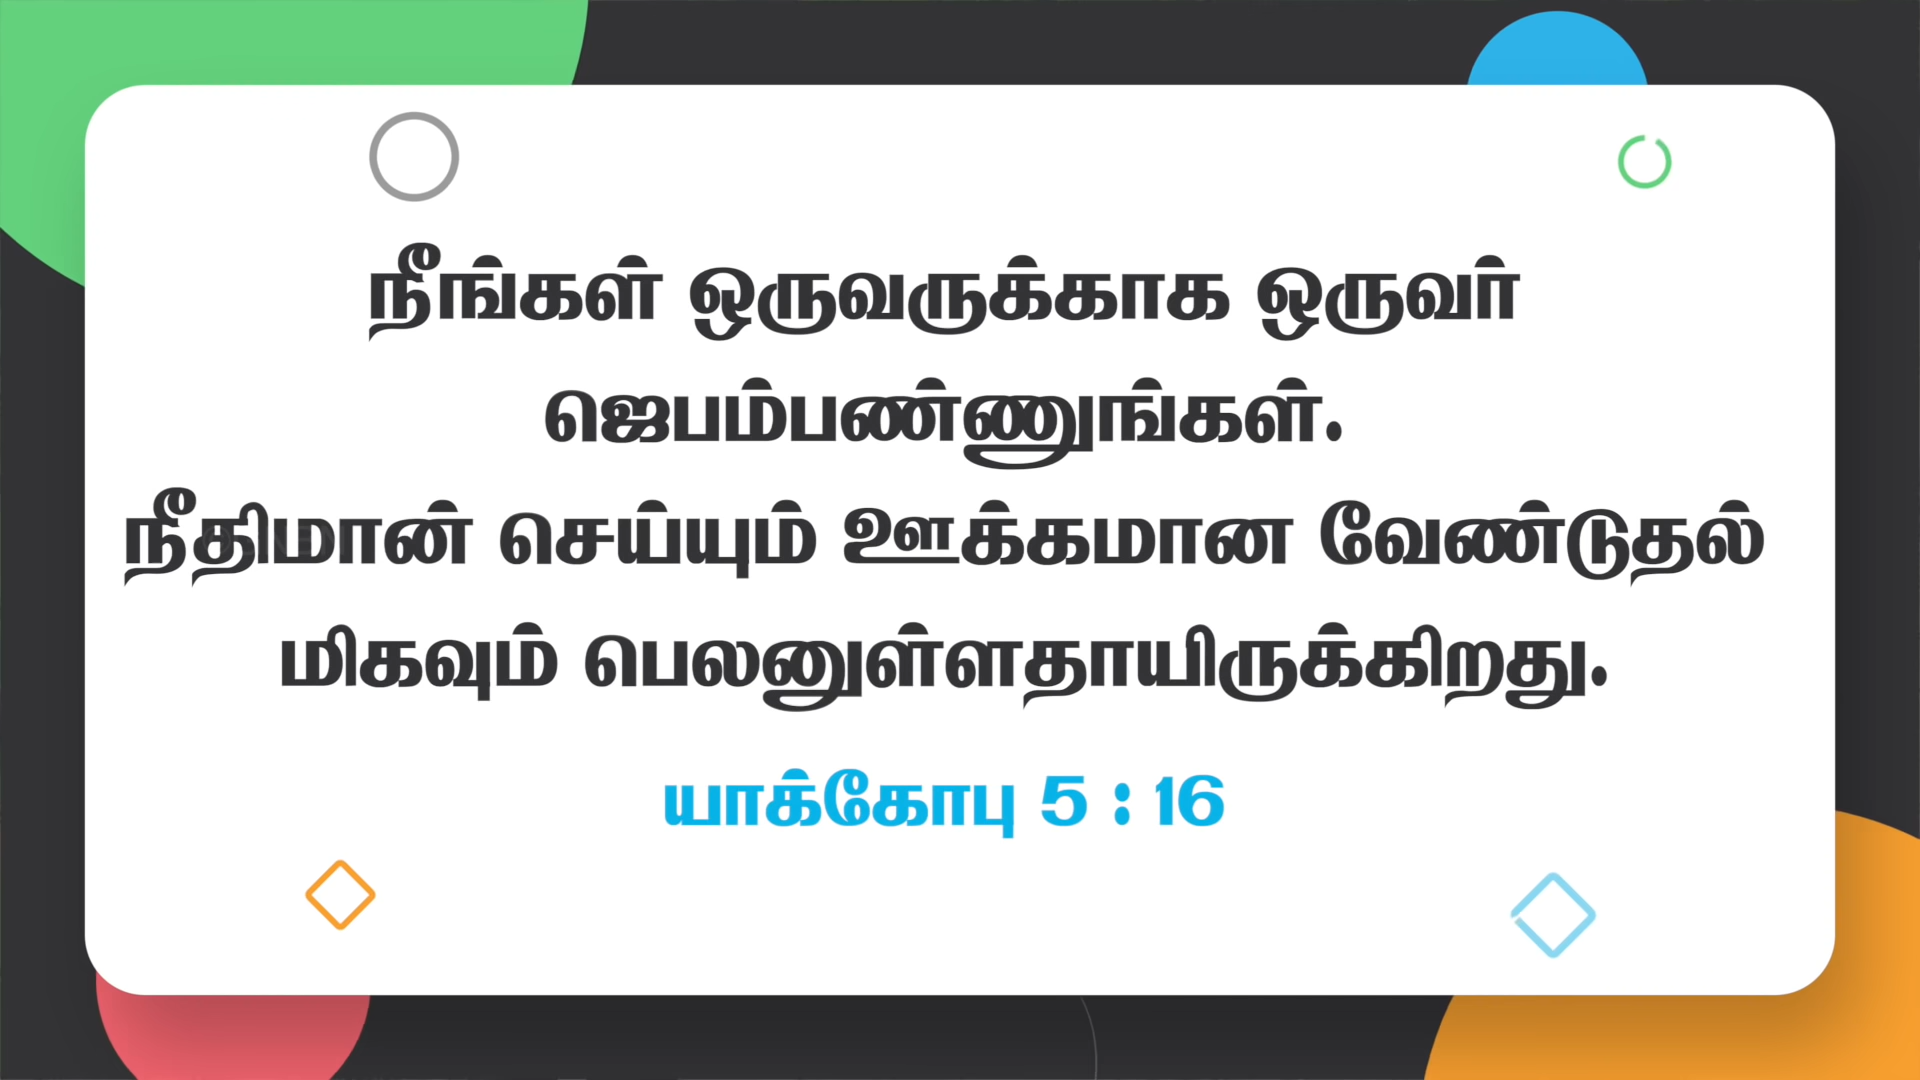 நீங்கள் ஒருவருக்காக ஒருவர்
ஜெபம்பண்ணுங்கள்.
நீதிமான் செய்யும் ஊக்கமான வேண்டுதல்
மிகவும் பெலனுள்ளதாயிருக்கிறது.
யாக்கோபு 5 : 16